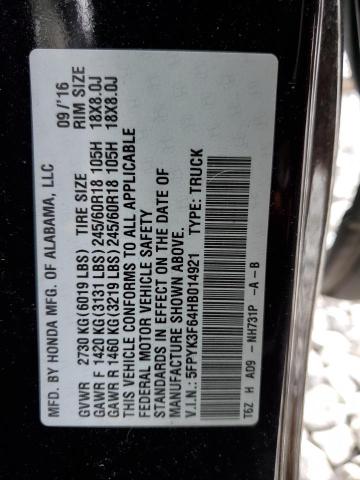 MFD. BY HONDA MFG. OF ALABAMA, LLC 09/'16
GVWR 2730 KG (6019 LBS) TIRE SIZE RIM SIZE
GAWR F 1420 KG (3131 LBS) 245/60R18 105H 18X8.0J
GAWR R 1460 KG (3219 LBS) 245/60R18 105H 18X8.0J
THIS VEHICLE CONFORMS TO ALL APPLICABLE
FEDERAL MOTOR VEHICLE SAFETY
STANDARDS IN EFFECT ON THE DATE OF
MANUFACTURE SHOWN ABOVE.
V.I.N.: 5FPYK3F64HB014921 TYPE: TRUCK
T6Z H A09 -NH731P -A -B